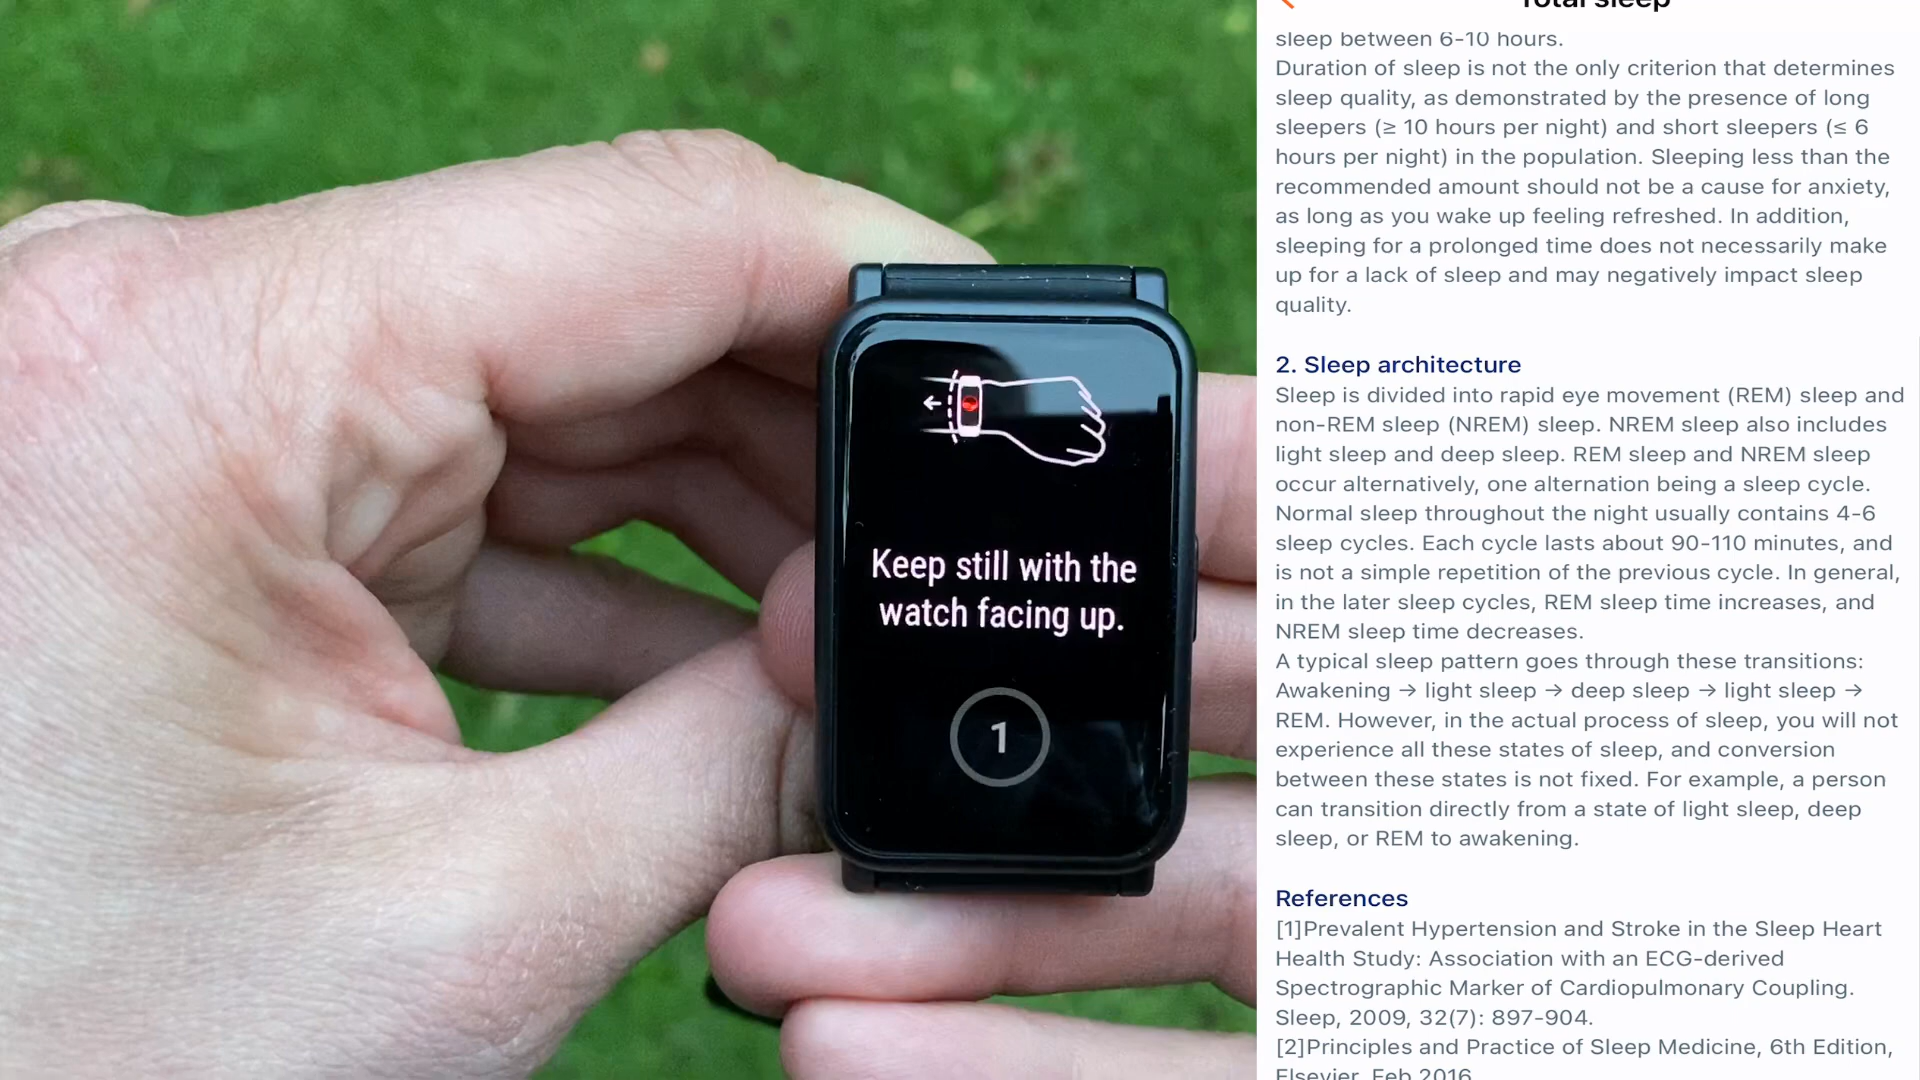 Keep still with the
watch facing up.
1
Total sleep
sleep between 6-10 hours.
Duration of sleep is not the only criterion that determines
sleep quality, as demonstrated by the presence of long
sleepers (≥ 10 hours per night) and short sleepers (≤ 6
hours per night) in the population. Sleeping less than the
recommended amount should not be a cause for anxiety,
as long as you wake up feeling refreshed. In addition,
sleeping for a prolonged time does not necessarily make
up for a lack of sleep and may negatively impact sleep
quality.
2. Sleep architecture
Sleep is divided into rapid eye movement (REM) sleep and
non-REM sleep (NREM) sleep. NREM sleep also includes
light sleep and deep sleep. REM sleep and NREM sleep
occur alternatively, one alternation being a sleep cycle.
Normal sleep throughout the night usually contains 4-6
sleep cycles. Each cycle lasts about 90-110 minutes, and
is not a simple repetition of the previous cycle. In general,
in the later sleep cycles, REM sleep time increases, and
NREM sleep time decreases.
A typical sleep pattern goes through these transitions:
Awakening → light sleep → deep sleep → light sleep →
REM. However, in the actual process of sleep, you will not
experience all these states of sleep, and conversion
between these states is not fixed. For example, a person
can transition directly from a state of light sleep, deep
sleep, or REM to awakening.
References
[1]Prevalent Hypertension and Stroke in the Sleep Heart
Health Study: Association with an ECG-derived
Spectrographic Marker of Cardiopulmonary Coupling.
Sleep, 2009, 32(7): 897-904.
[2]Principles and Practice of Sleep Medicine, 6th Edition,
Elsevier, Feb 2016